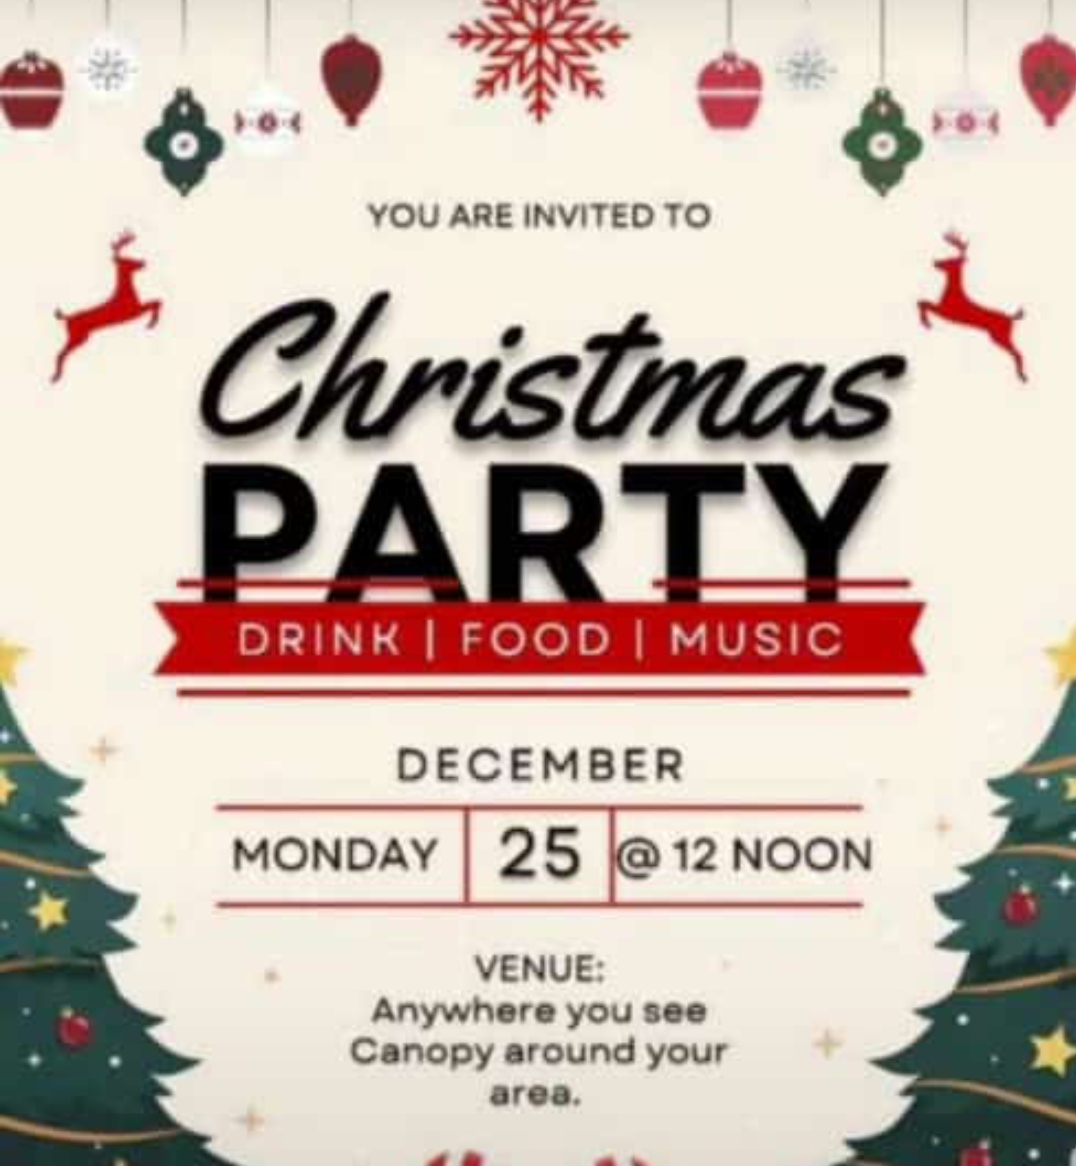 YOU ARE INVITED TO
Christmas
PARTY
DRINK | FOOD | MUSIC
DECEMBER
MONDAY 25 @ 12 NOON
VENUE:
Anywhere you see
Canopy around your
area.